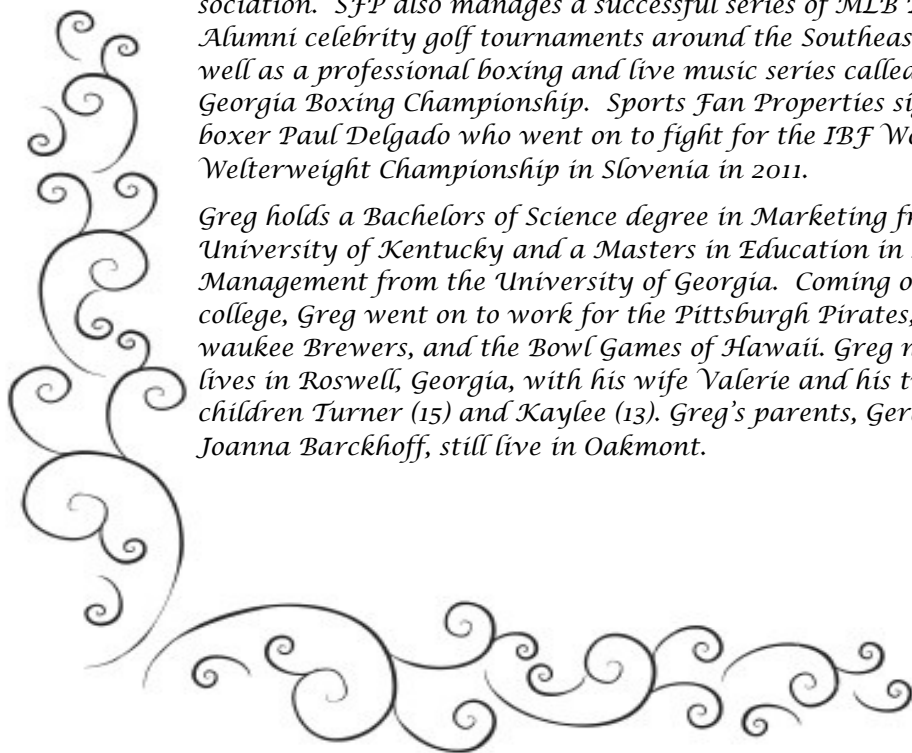 sociation. SFP also manages a successful series of MLB
Alumni celebrity golf tournaments around the Southeas
well as a professional boxing and live music series called
Georgia Boxing Championship. Sports Fan Properties si
boxer Paul Delgado who went on to fight for the IBF Wo
Welterweight Championship in Slovenia in 2011.
Greg holds a Bachelors of Science degree in Marketing fr
University of Kentucky and a Masters in Education in
Management from the University of Georgia. Coming o
college, Greg went on to work for the Pittsburgh Pirates,
waukee Brewers, and the Bowl Games of Hawaii. Greg n
lives in Roswell, Georgia, with his wife Valerie and his t
children Turner (15) and Kaylee (13). Greg's parents, Ger
Joanna Barckhoff, still live in Oakmont.